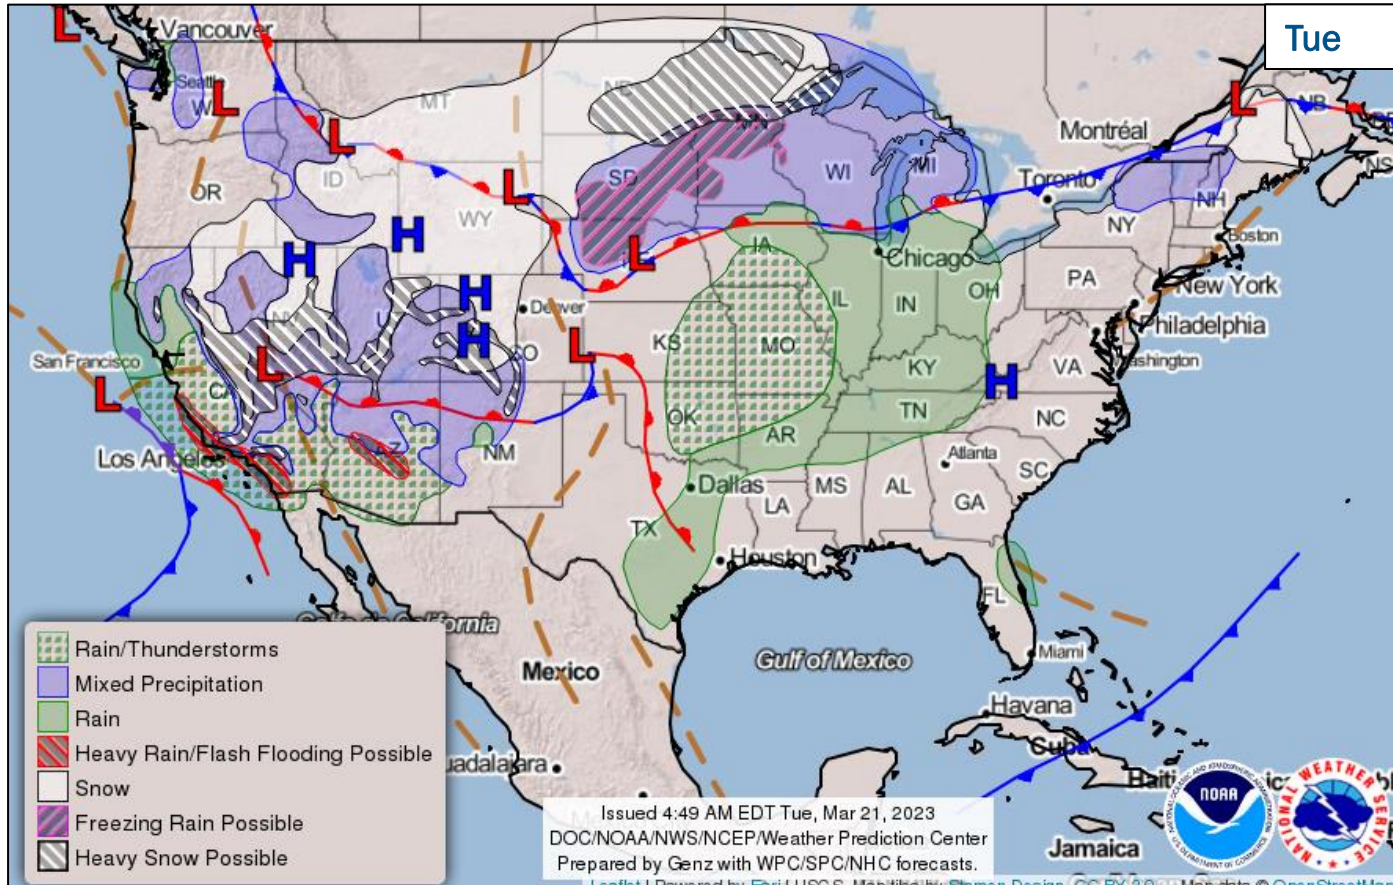 Tue
Vancouver
Seattle
MT
NB
Montréal
NS
OR
ID
SD
MN
WI
MI
Toronto
WY
NY
NH
Boston
IA
Chicago
PA
New York
Denver
IL
IN
OH
Philadelphia
San Francisco
KS
MO
CO
KY
VA
Washington
CA
OK
TN
NC
AR
Los Angeles
AZ
NM
Atlanta
SC
Dallas
MS
AL
GA
LA
TX
Houston
FL
Mexico
Gulf of Mexico
Miami
Havana
Cuba
Jamaica
L
L
L
L
L
L
L
L
L
H
H
H
H
H
Rain/Thunderstorms
Mixed Precipitation
Rain
Heavy Rain/Flash Flooding Possible
Snow
Freezing Rain Possible
Heavy Snow Possible
Issued 4:49 AM EDT Tue, Mar 21, 2023
DOC/NOAA/NWS/NCEP/Weather Prediction Center
Prepared by Genz with WPC/SPC/NHC forecasts.
NOAA
NATIONAL WEATHER SERVICE